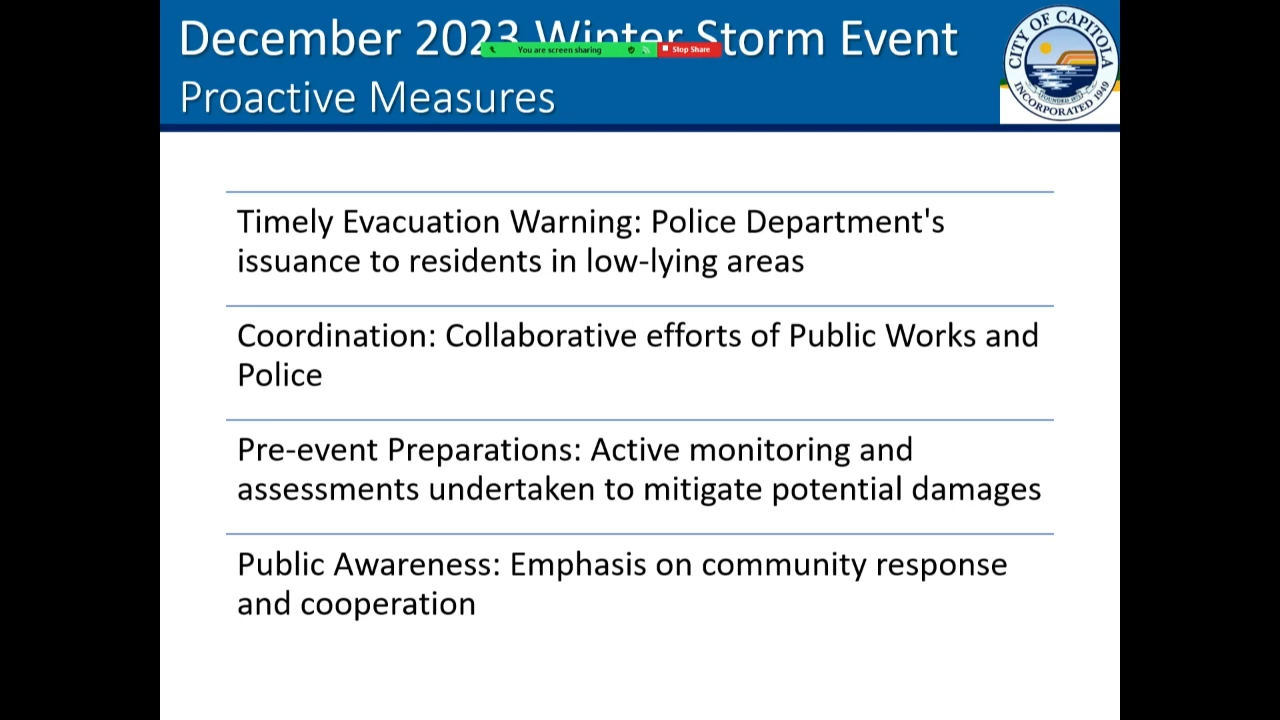 December 2023 Winter Storm Event
You are screen sharing
Stop Share
Proactive Measures
CITY OF CAPITOLA
INCORPORATED 1949
Timely Evacuation Warning: Police Department's
issuance to residents in low-lying areas
Coordination: Collaborative efforts of Public Works and
Police
Pre-event Preparations: Active monitoring and
assessments undertaken to mitigate potential damages
Public Awareness: Emphasis on community response
and cooperation